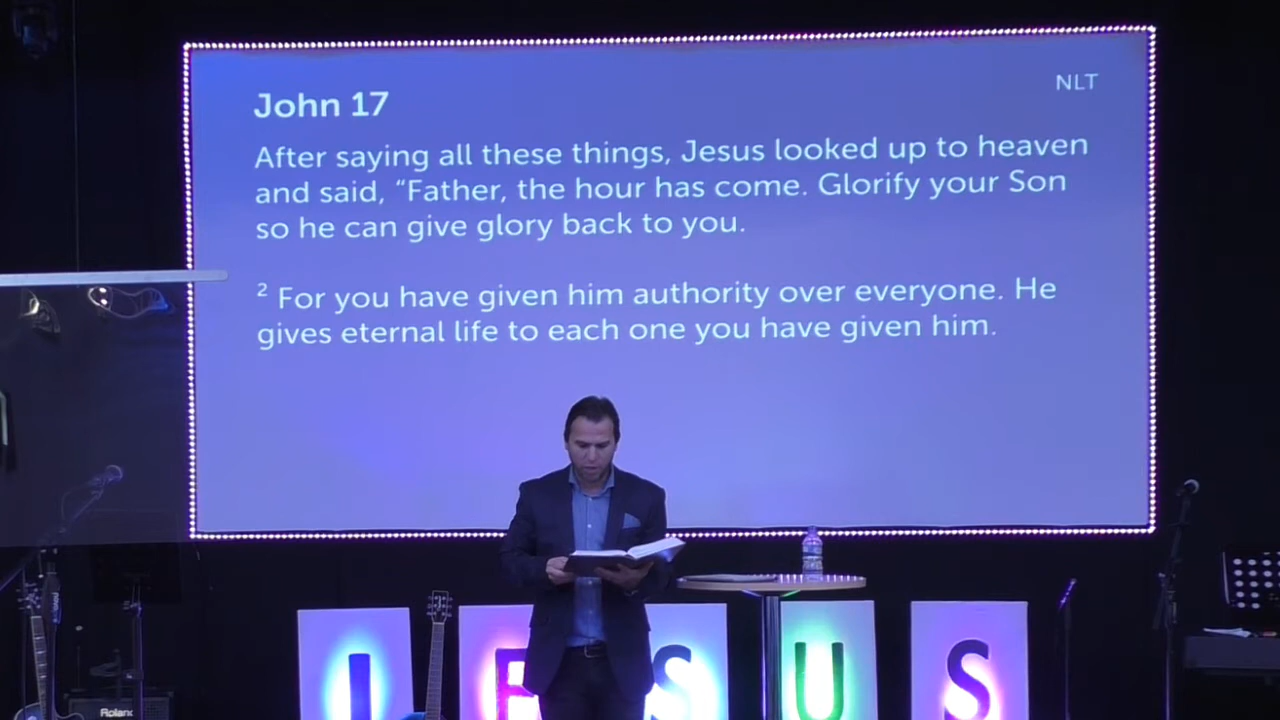 NLT
John 17
After saying all these things, Jesus looked up to heaven
and said, “Father, the hour has come. Glorify your Son
so he can give glory back to you.
2 For you have given him authority over everyone. He
gives eternal life to each one you have given him.
JESUS
Roland